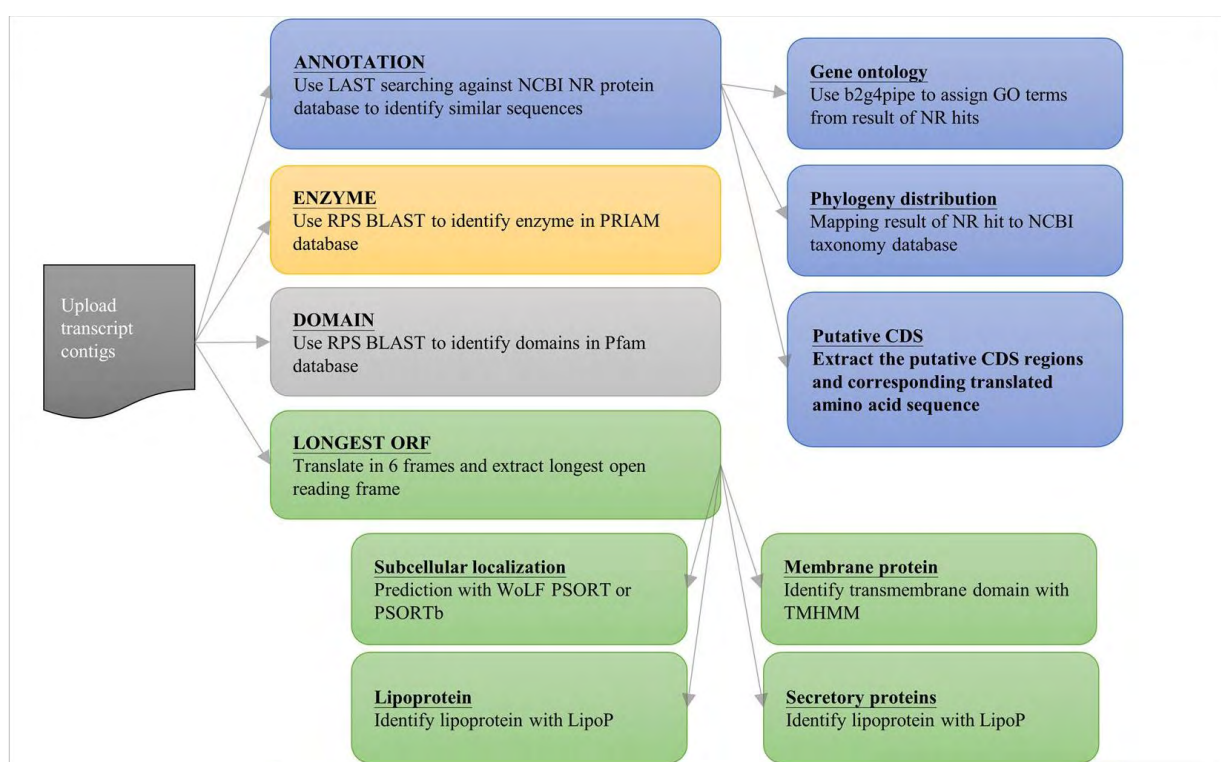 Upload
transcript
contigs
ANNOTATION
Use LAST searching against NCBI NR protein
database to identify similar sequences
ENZYME
Use RPS BLAST to identify enzyme in PRIAM
database
DOMAIN
Use RPS BLAST to identify domains in Pfam
database
LONGEST ORF
Translate in 6 frames and extract longest open
reading frame
Gene ontology
Use b2g4pipe to assign GO terms
from result of NR hits
Phylogeny distribution
Mapping result of NR hit to NCBI
taxonomy database
Putative CDS
Extract the putative CDS regions
and corresponding translated
amino acid sequence
Subcellular localization
Prediction with WoLF PSORT or
PSORTb
Membrane protein
Identify transmembrane domain with
TMHMM
Lipoprotein
Identify lipoprotein with LipoP
Secretory proteins
Identify lipoprotein with LipoP